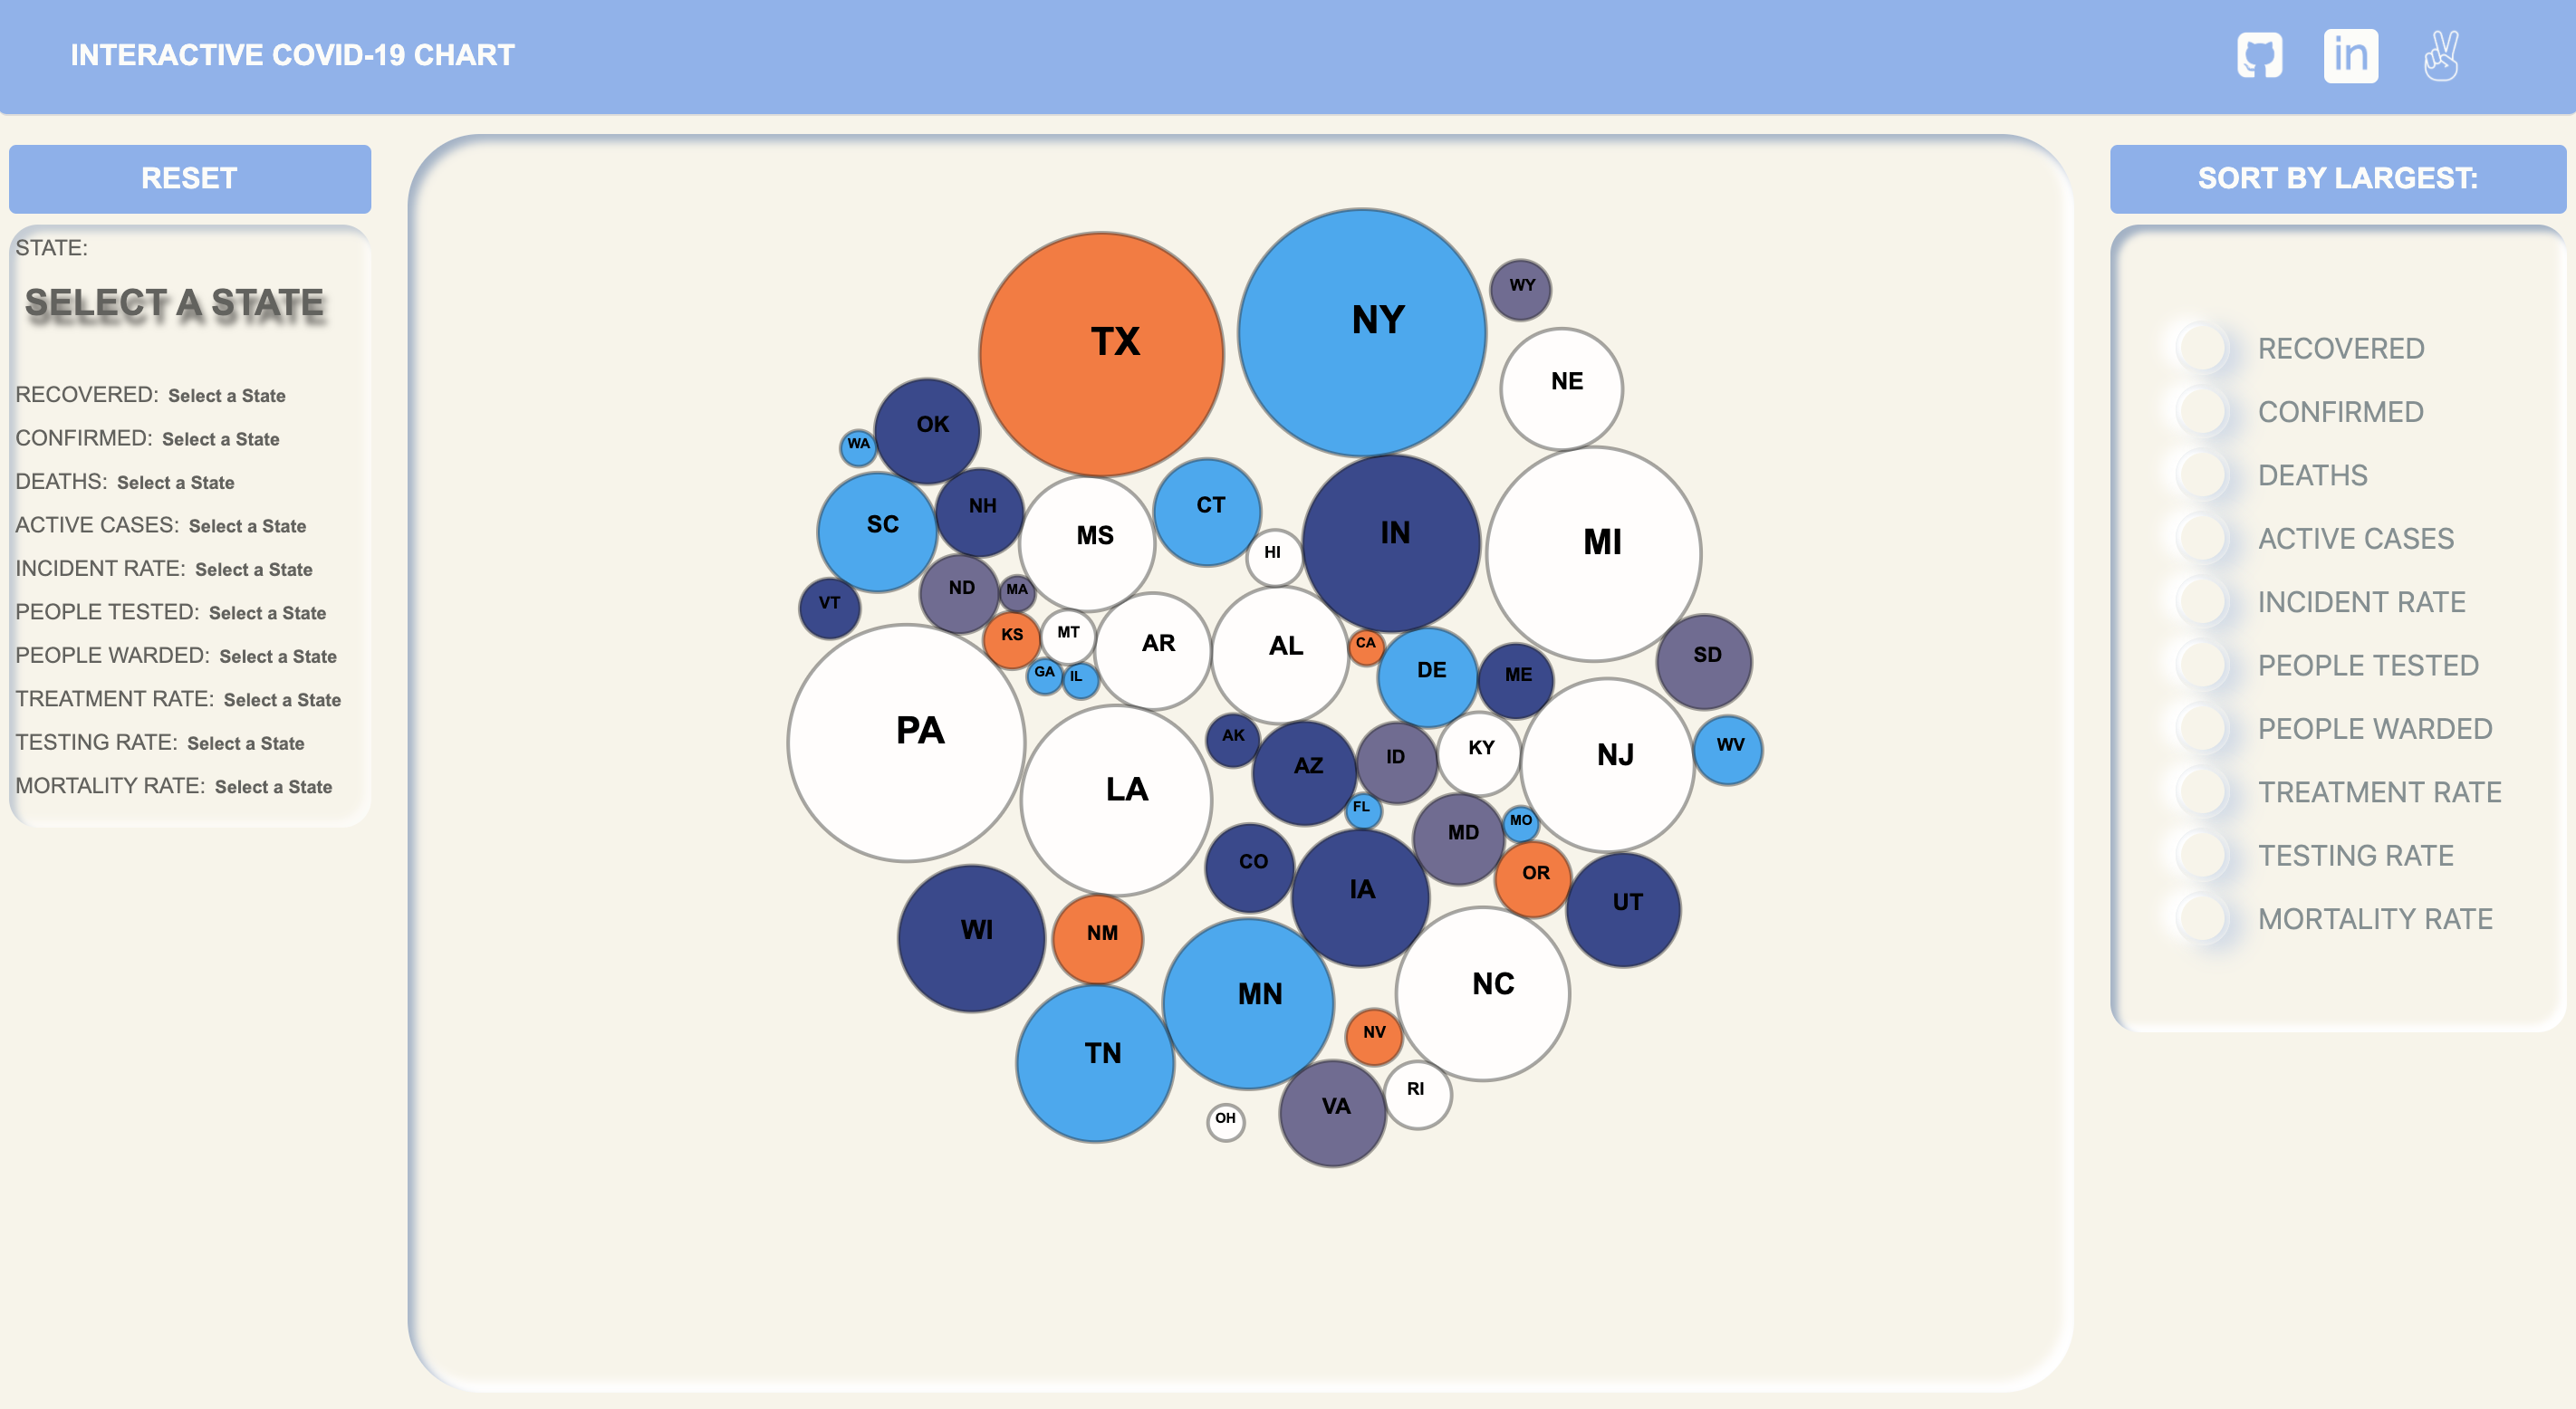 INTERACTIVE COVID-19 CHART
in
RESET
STATE:
SELECT A STATE
RECOVERED: Select a State
CONFIRMED: Select a State
DEATHS: Select a State
ACTIVE CASES: Select a State
INCIDENT RATE: Select a State
PEOPLE TESTED: Select a State
PEOPLE WARDED: Select a State
TREATMENT RATE: Select a State
TESTING RATE: Select a State
MORTALITY RATE: Select a State
WY
NY
TX
NE
OK
WA
CT
NH
SC
IN
MS
MI
HI
ND
MA
VT
MT
KS
AR
CA
AL
SD
DE
GA
ME
IL
PA
AK
WV
KY
NJ
ID
AZ
LA
FL
MO
MD
CO
OR
IA
UT
WI
NM
NC
MN
NV
TN
RI
VA
OH
SORT BY LARGEST:
RECOVERED
CONFIRMED
DEATHS
ACTIVE CASES
INCIDENT RATE
PEOPLE TESTED
PEOPLE WARDED
TREATMENT RATE
TESTING RATE
MORTALITY RATE